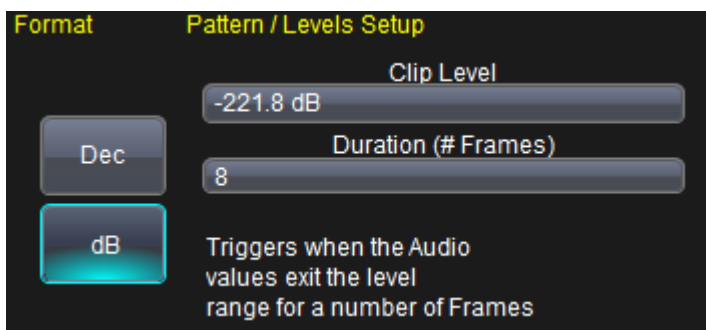 Format
Pattern / Levels Setup
Clip Level
-221.8 dB
Dec
Duration (# Frames)
8
dB
Triggers when the Audio
values exit the level
range for a number of Frames